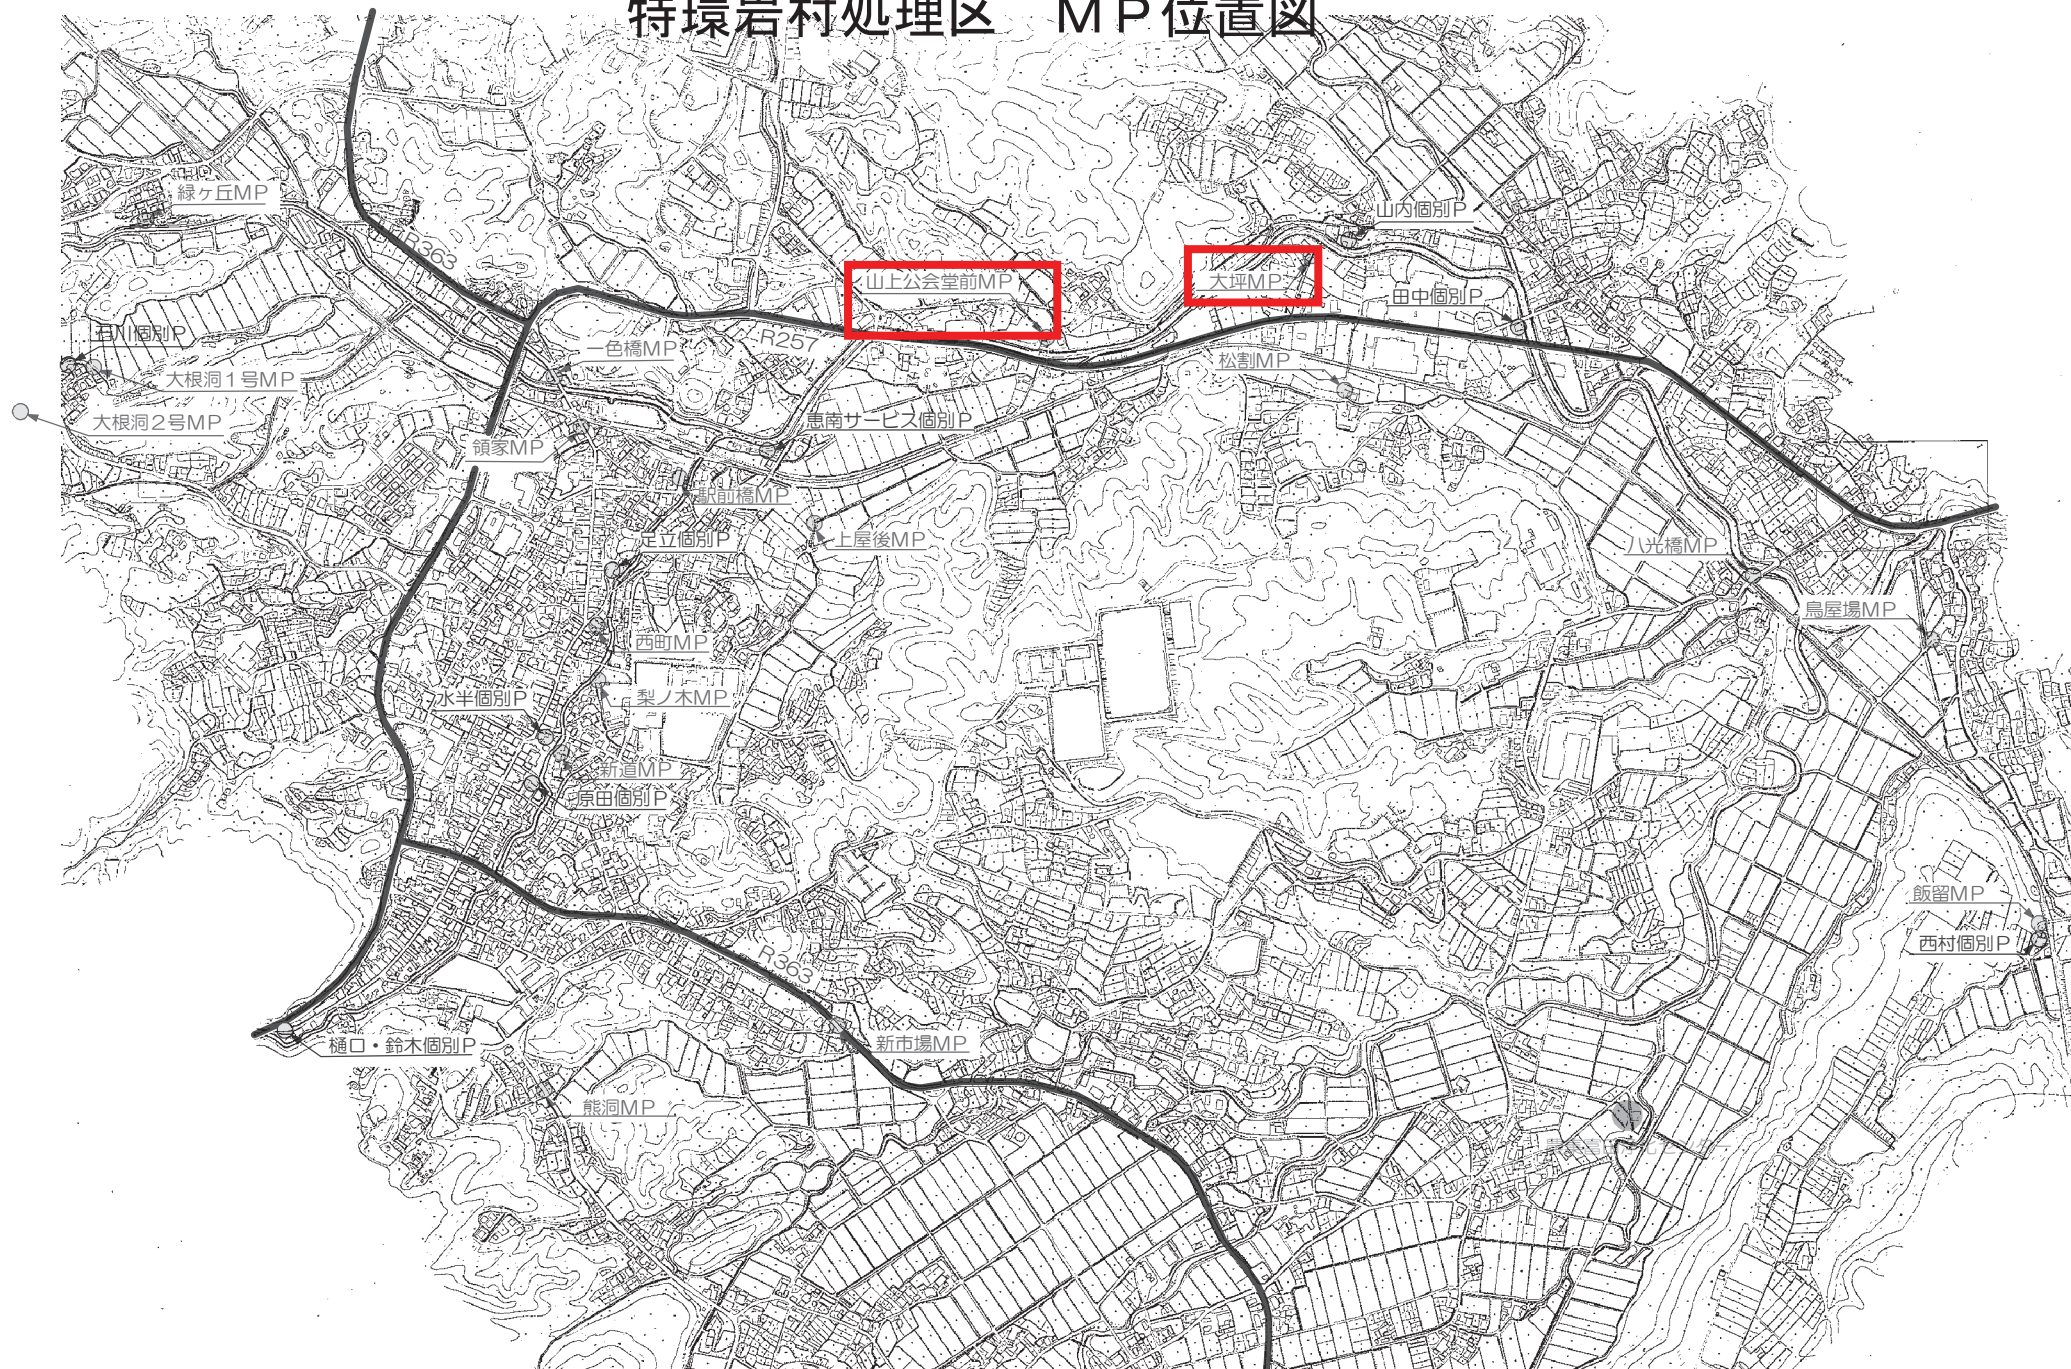 特環岩村処理区　ＭＰ位置図
緑ヶ丘MP
山内個別P
R363
山上公会堂前MP
大坪MP
田中個別P
石川個別P
R257
一色橋MP
松割MP
大根洞１号MP
大根洞２号MP
恵南サービス個別P
領家MP
駅前橋MP
足立個別P
上屋後MP
八光橋MP
鳥屋場MP
西町MP
水半個別P
梨ノ木MP
新道MP
原田個別P
飯留MP
西村個別P
R363
樋口・鈴木個別P
新市場MP
熊洞MP